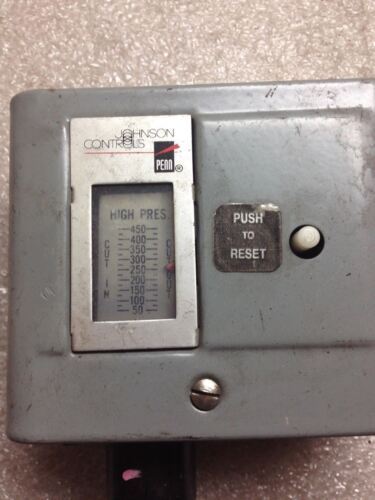 JOHNSON
CONTROLS
PENN®
HIGH PRES
450
400
350
300
250
200
150
100
50
CUT IN
CUT OUT
PUSH
TO
RESET